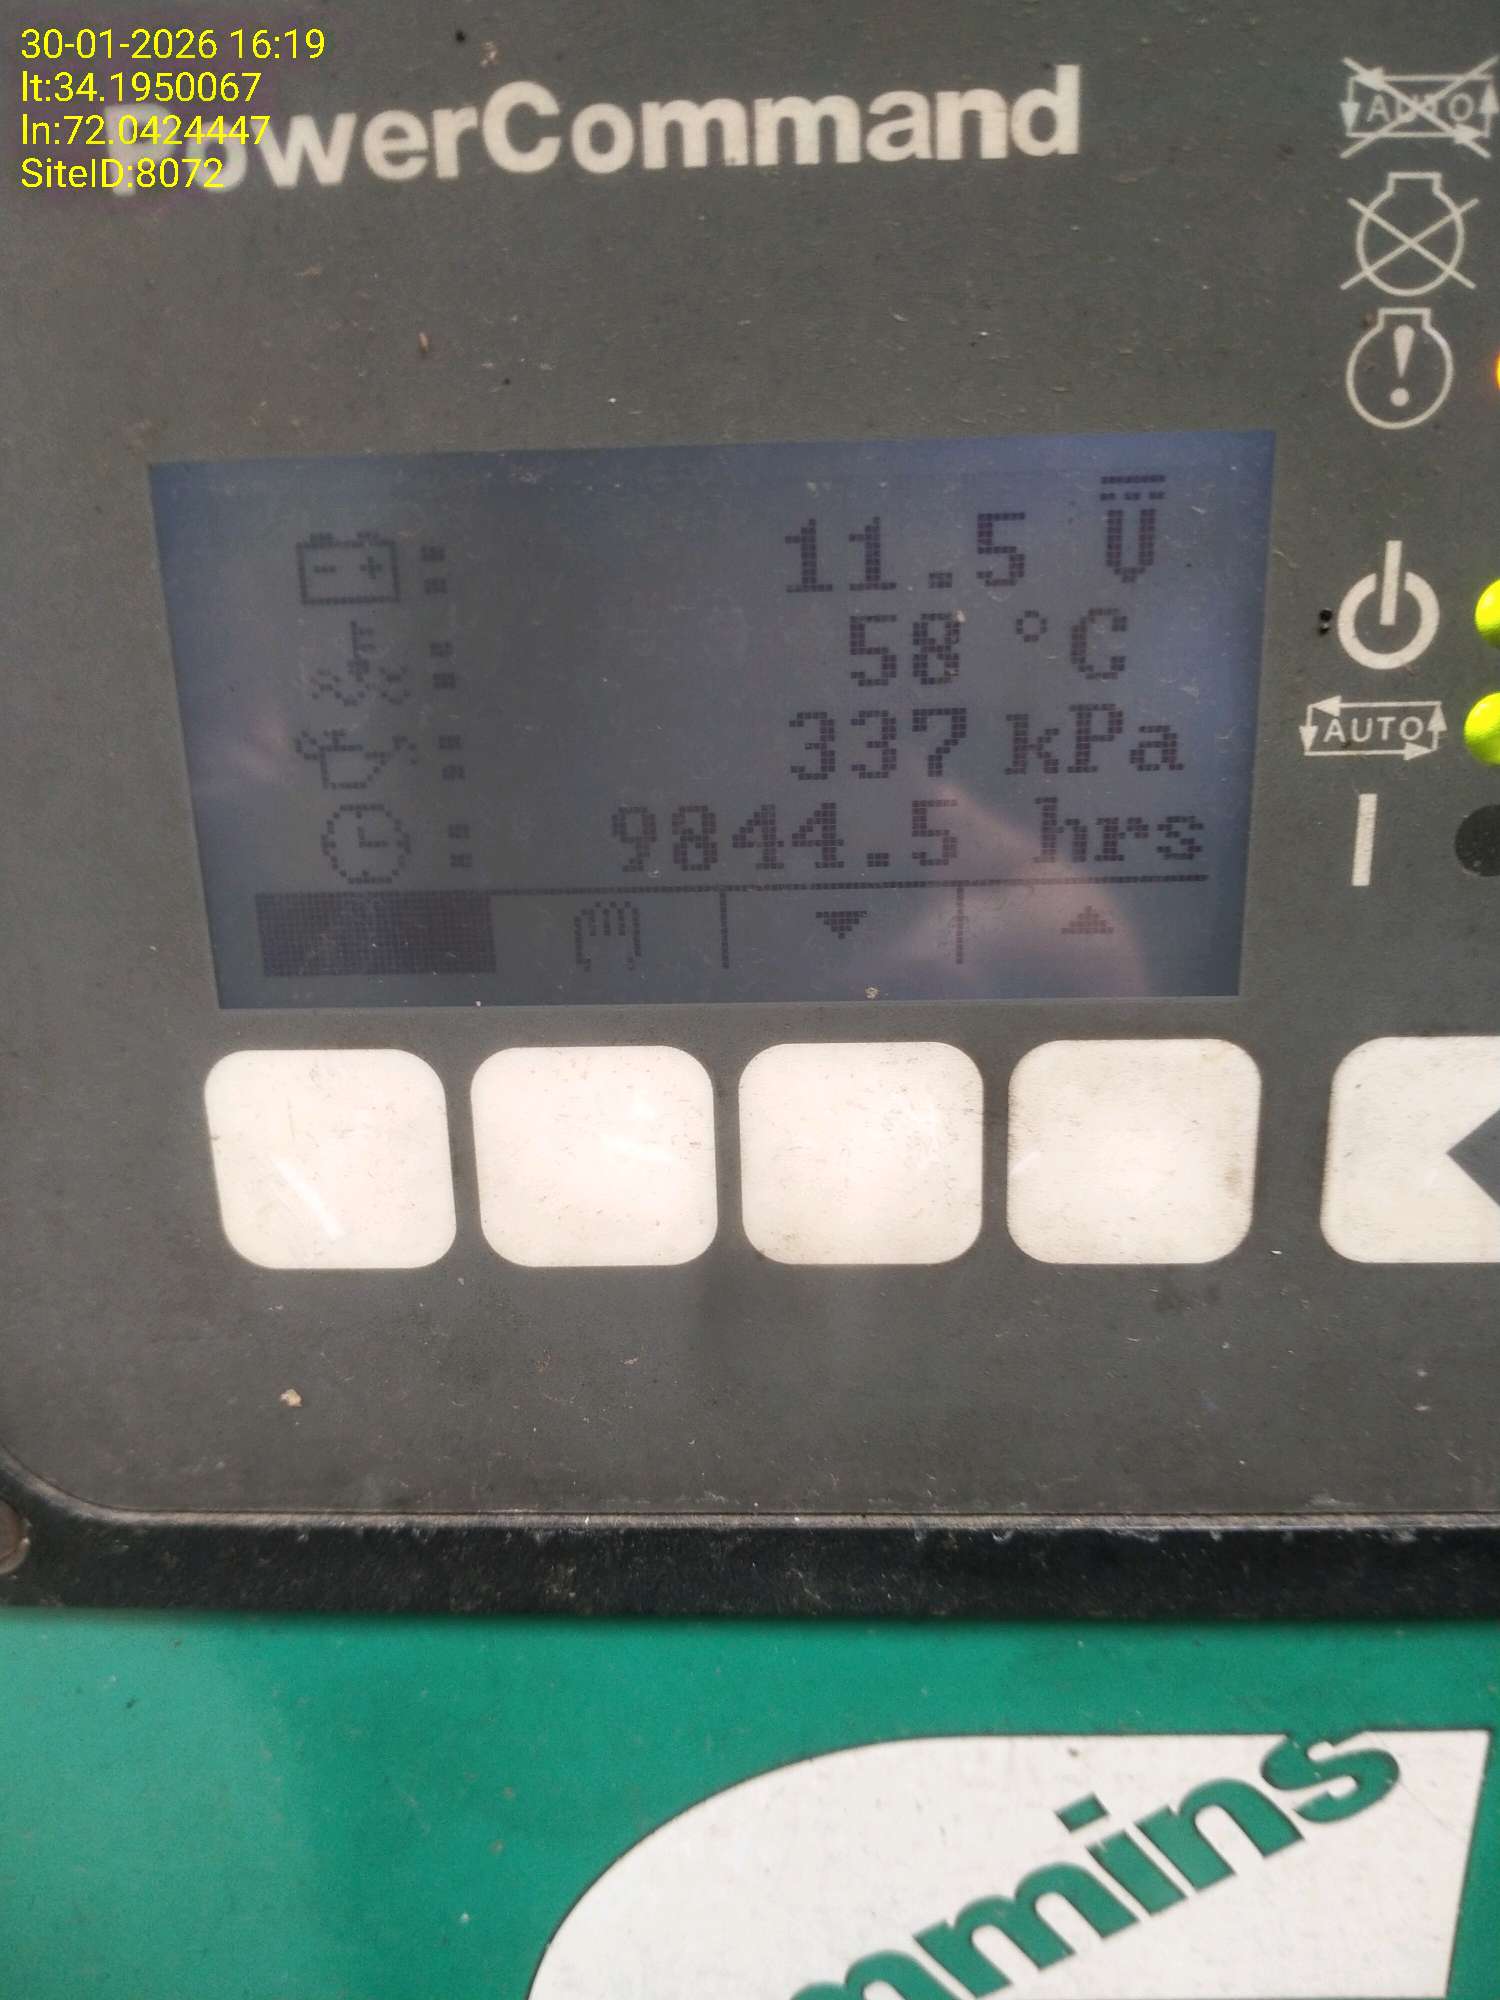 30-01-2026 16:19
lt:34.1950067
ln:72.0424447
SiteID:8072
PowerCommand
AUTO
11.5 V
58 °C
337 kPa
AUTO
9844.5 hrs
mmins